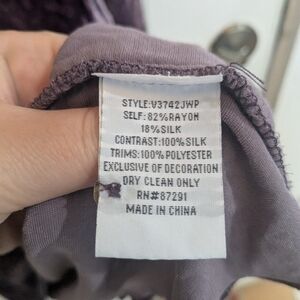 STYLE:V3742JWP
SELF:82%RAYON
18%SILK
CONTRAST:100%SILK
TRIMS:100%POLYESTER
EXCLUSIVE OF DECORATION
DRY CLEAN ONLY
RN#87291
MADE IN CHINA